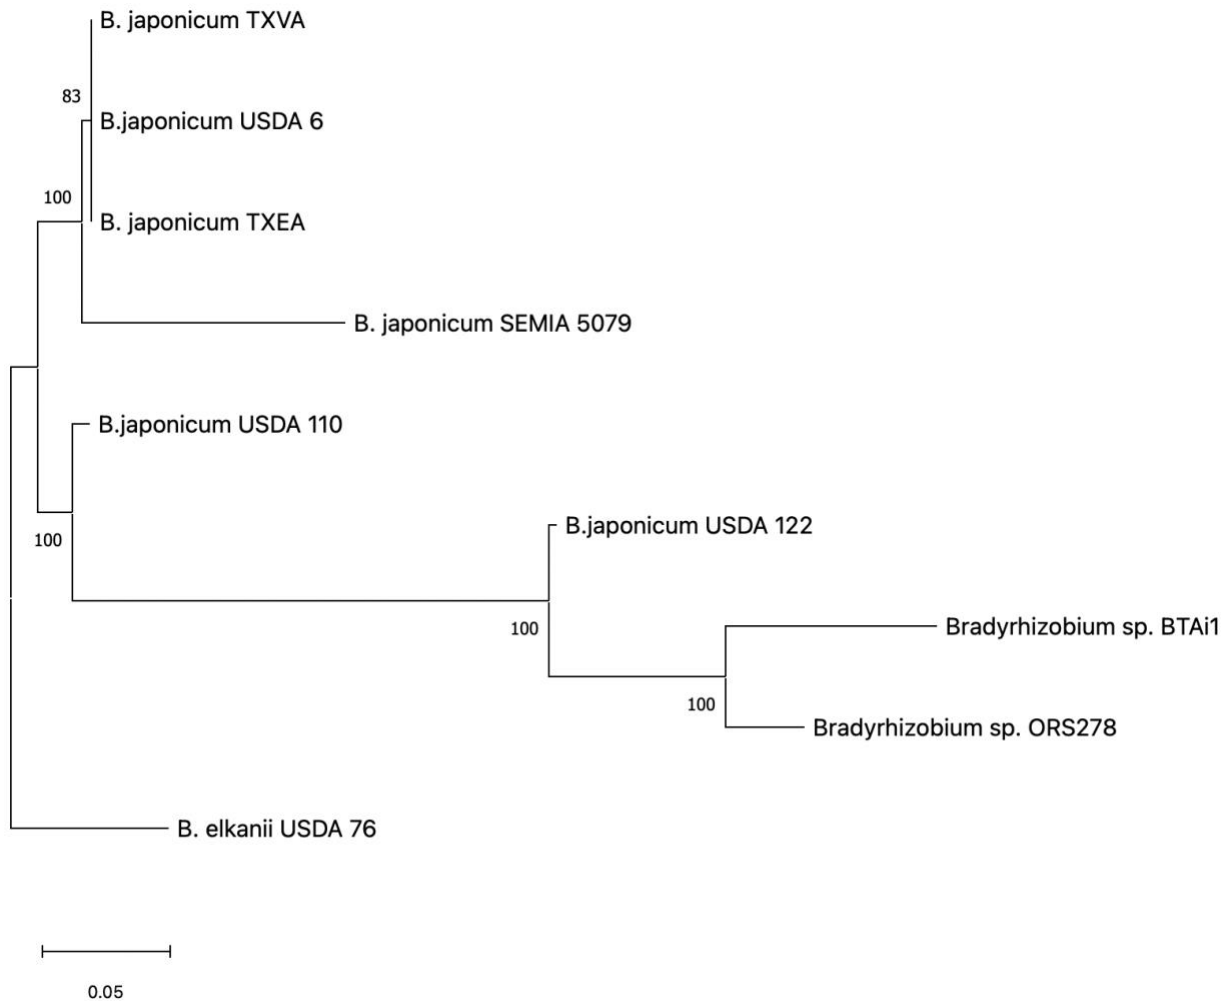 B. japonicum TXVA
83
B.japonicum USDA 6
100
B. japonicum TXEA
B. japonicum SEMIA 5079
B.japonicum USDA 110
B.japonicum USDA 122
100
Bradyrhizobium sp. BTAi1
100
100
Bradyrhizobium sp. ORS278
B. elkanii USDA 76
0.05